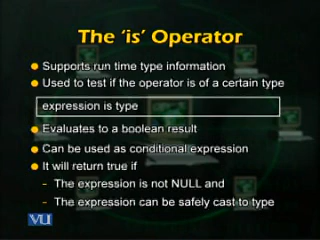 The ‘is’ Operator
Supports run time type information
Used to test if the operator is of a certain type
expression is type
Evaluates to a boolean result
Can be used as conditional expression
It will return true if
- The expression is not NULL and
- The expression can be safely cast to type
VU